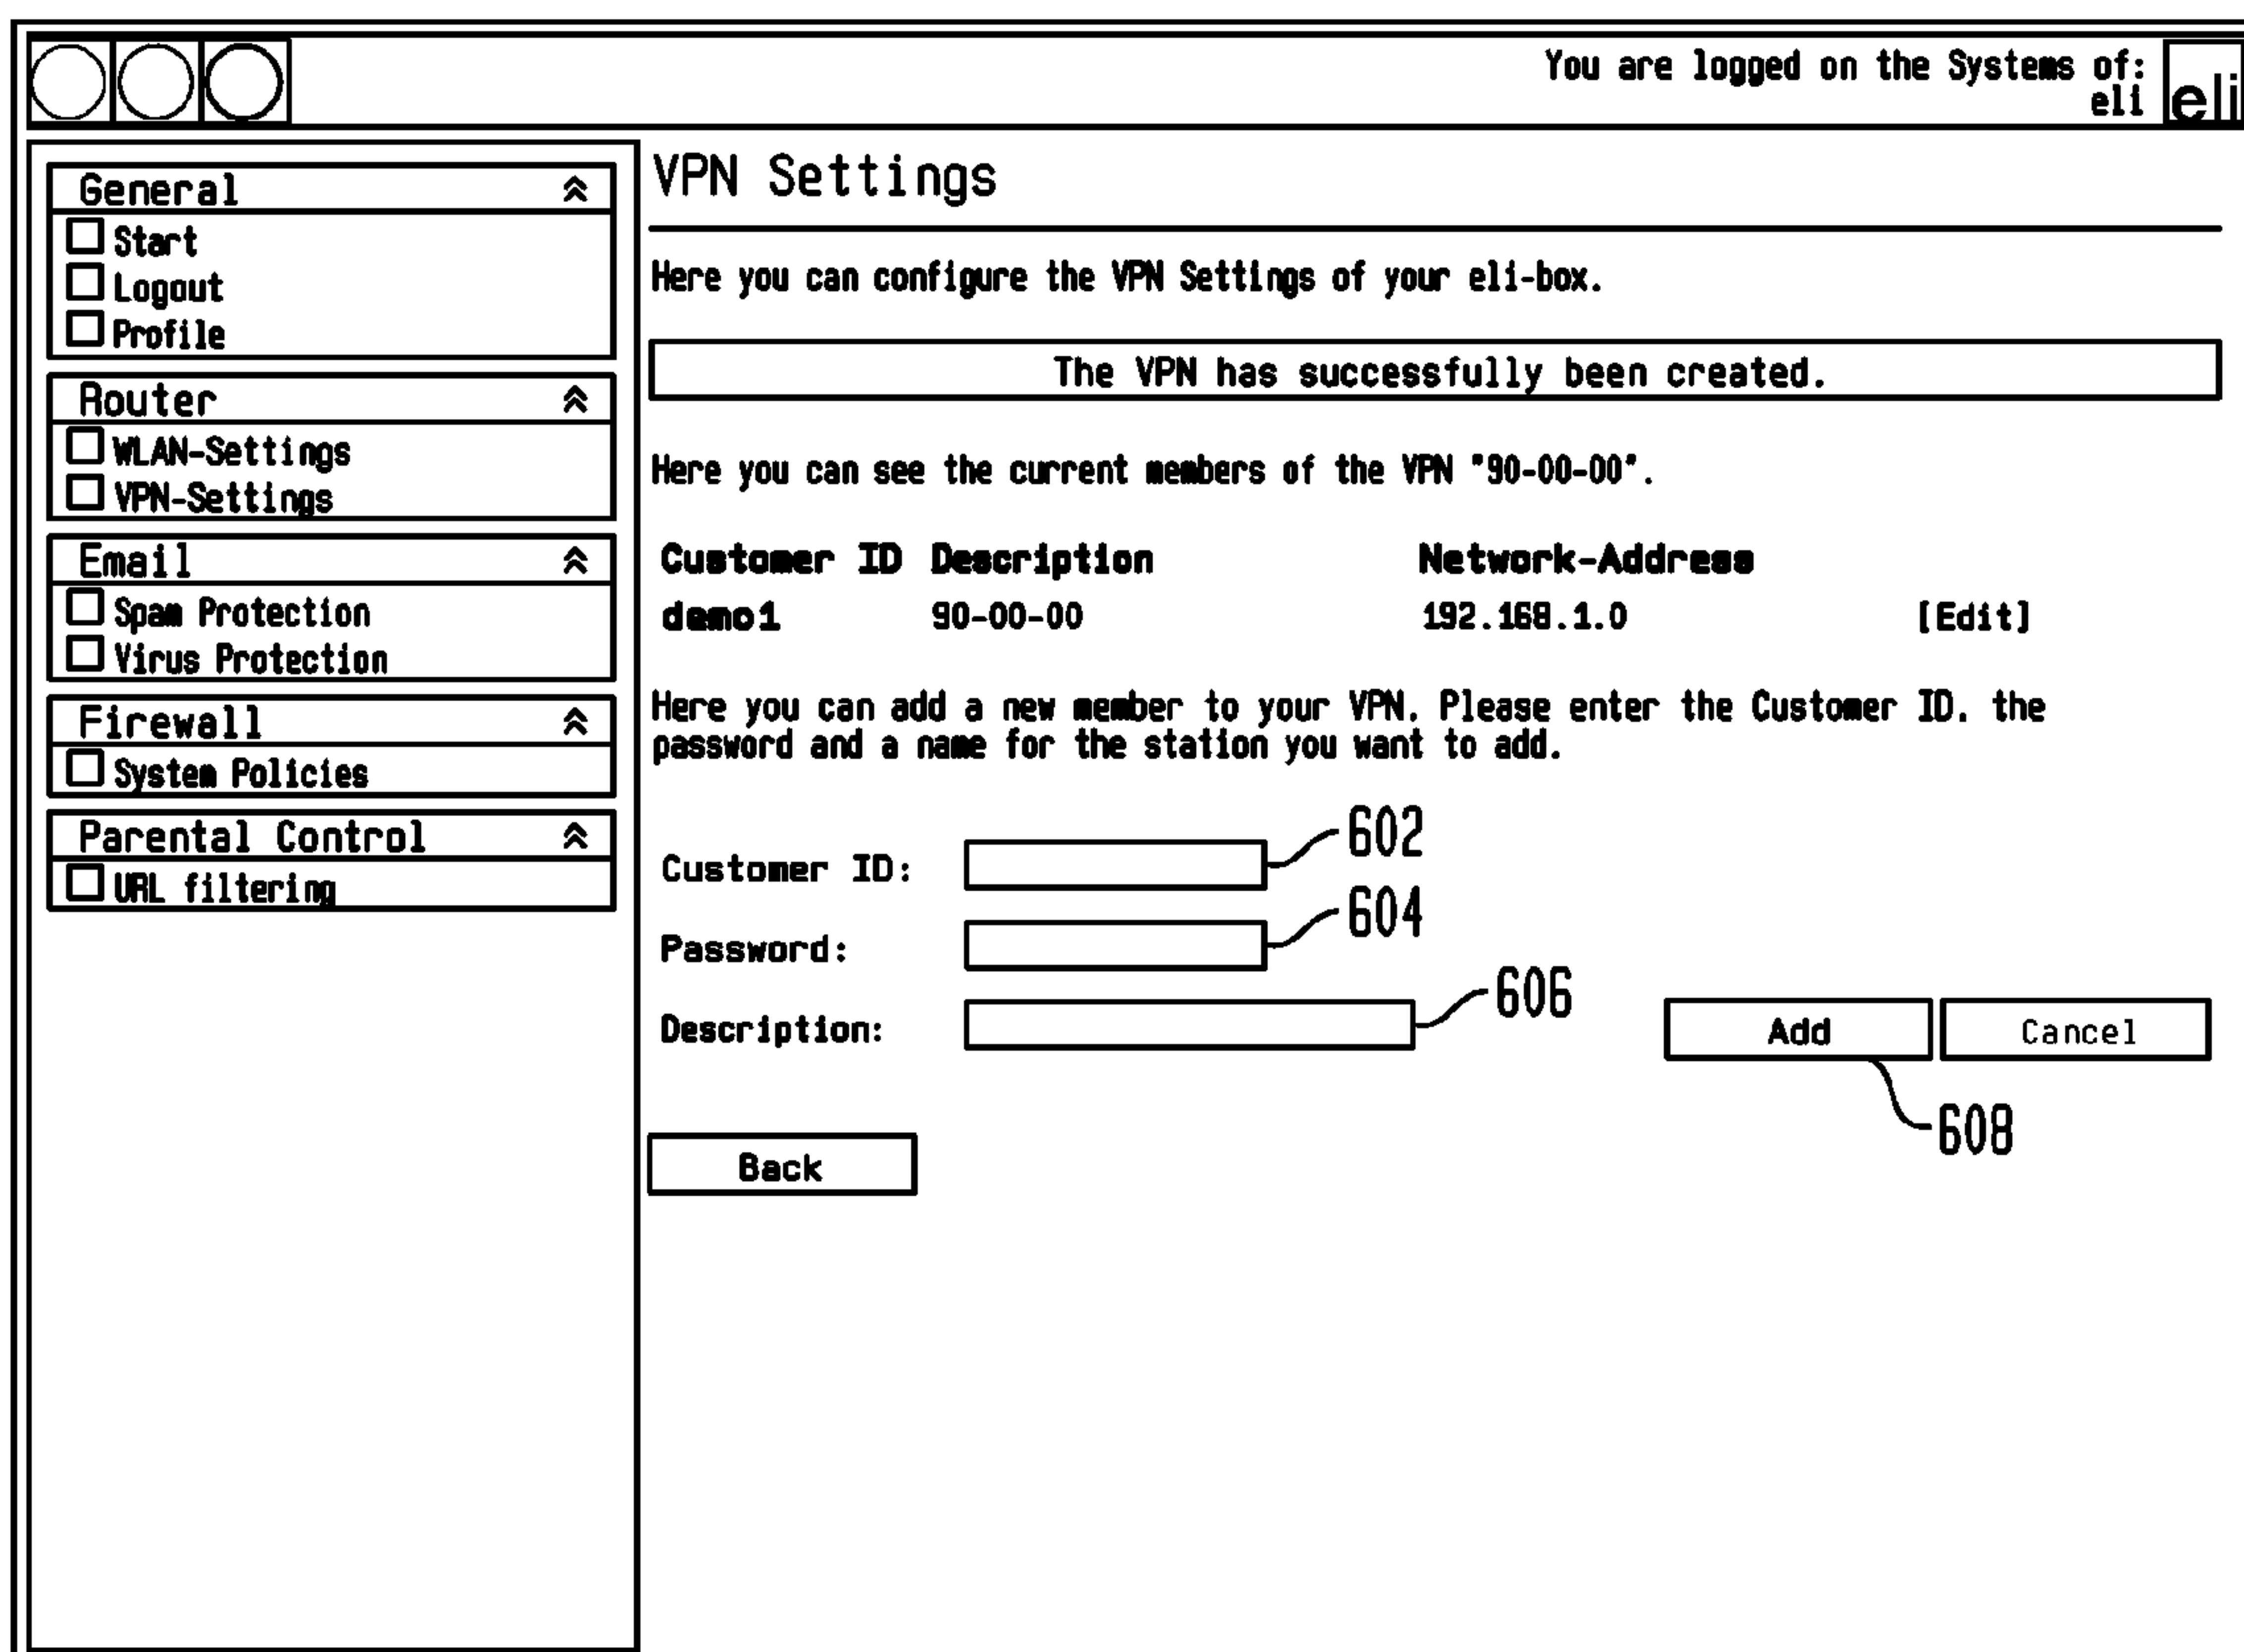 You are logged on the Systems of:
eli
eli
General
Start
Logout
Profile
Router
WLAN-Settings
VPN-Settings
Email
Spam Protection
Virus Protection
Firewall
System Policies
Parental Control
URL filtering
VPN Settings
Here you can configure the VPN Settings of your eli-box.
The VPN has successfully been created.
Here you can see the current members of the VPN "90-00-00".
Customer ID Description Network-Address
demo1 90-00-00 192.168.1.0 [Edit]
Here you can add a new member to your VPN. Please enter the Customer ID. the
password and a name for the station you want to add.
Customer ID: 602
Password: 604
Description: 606
Add Cancel
608
Back